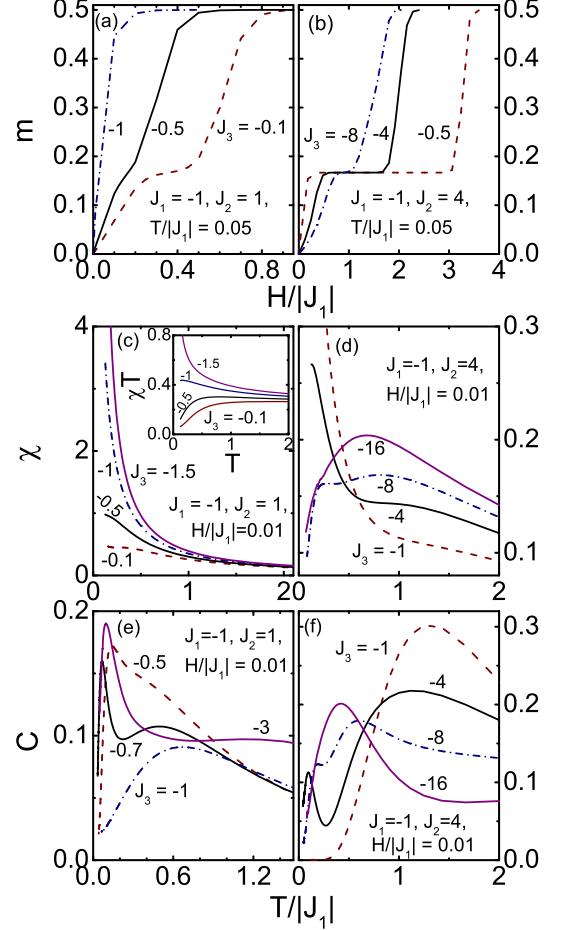 0.5
0.4
0.3
0.2
0.1
0.0
m
(a)
-1
-0.5
J3 = -0.1
J1 = -1, J2 = 1,
T/|J1| = 0.05
0.0 0.4 0.8
(b)
J3 = -8
-4
-0.5
J1 = -1, J2 = 4,
T/|J1| = 0.05
0.5
0.4
0.3
0.2
0.1
0.0
0 1 2 3 4
H/|J1|
4
2
0
χ
(c)
0.8
0.4
0.0
χT
-1.5
-1
-0.5
J3 = -0.1
0 1 2
T
-1
J3 = -1.5
-0.5
J1 = -1, J2 = 1,
H/|J1|=0.01
-0.1
0 1 2
(d)
J1=-1, J2=4,
H/|J1| = 0.01
-16
-8
-4
J3 = -1
0.3
0.2
0.1
0 1 2
0.2
0.1
0.0
C
(e)
J1=-1, J2=1,
H/|J1| = 0.01
-0.5
-0.7
-3
J3 = -1
0.0 0.6 1.2
(f)
J3 = -1
-4
-8
-16
J1=-1, J2=4,
H/|J1| = 0.01
0.3
0.2
0.1
0.0
0 1 2
T/|J1|